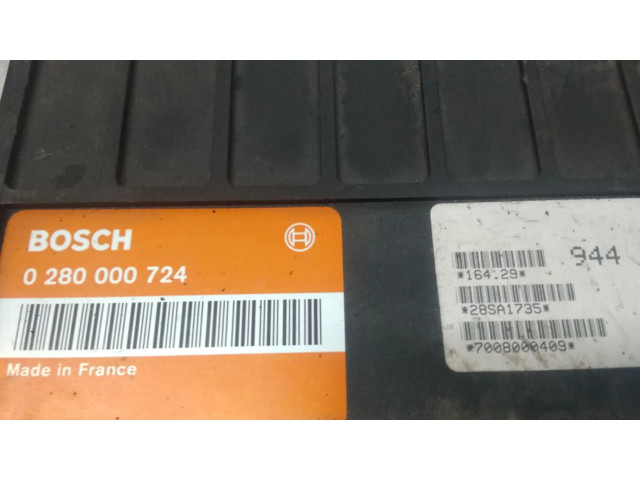 BOSCH
0 280 000 724
Made in France
944
*164.29*
*28SA1735*
*7008000409*